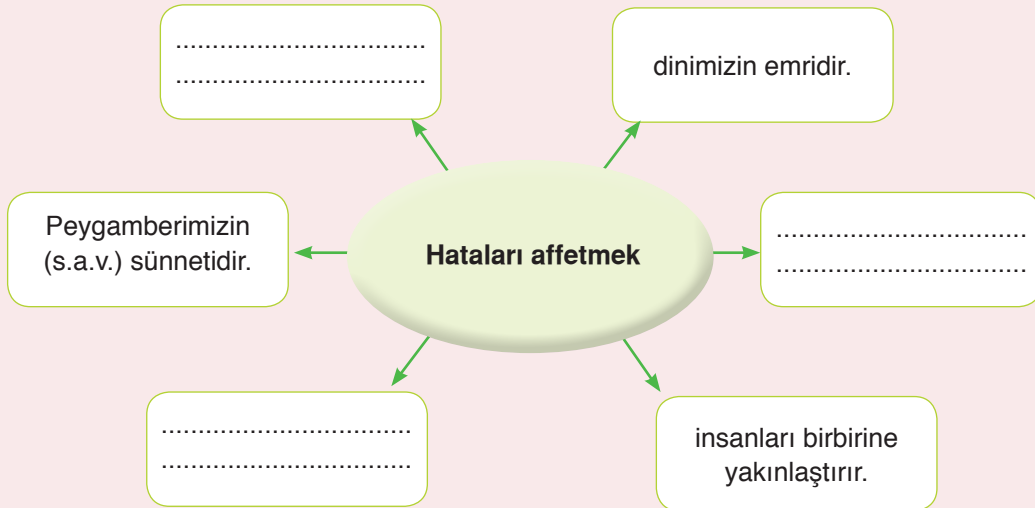 ..................................
..................................
dinimizin emridir.
Peygamberimizin
(s.a.v.) sünnetidir.
Hataları affetmek
..................................
..................................
..................................
..................................
insanları birbirine
yakınlaştırır.